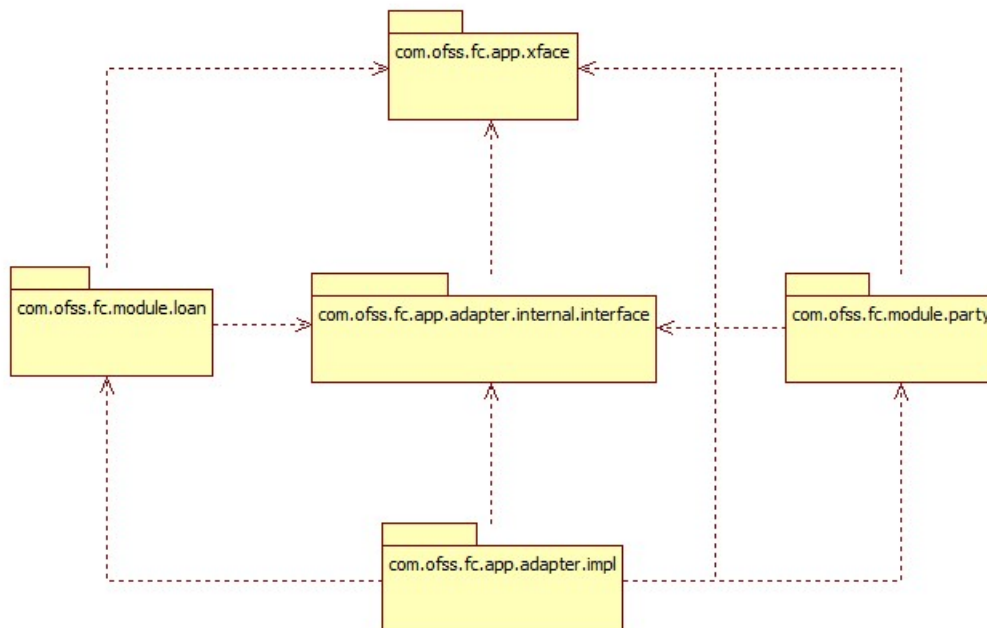 com.ofss.fc.app.xface
com.ofss.fc.module.loan
com.ofss.fc.app.adapter.internal.interface
com.ofss.fc.module.party
com.ofss.fc.app.adapter.impl